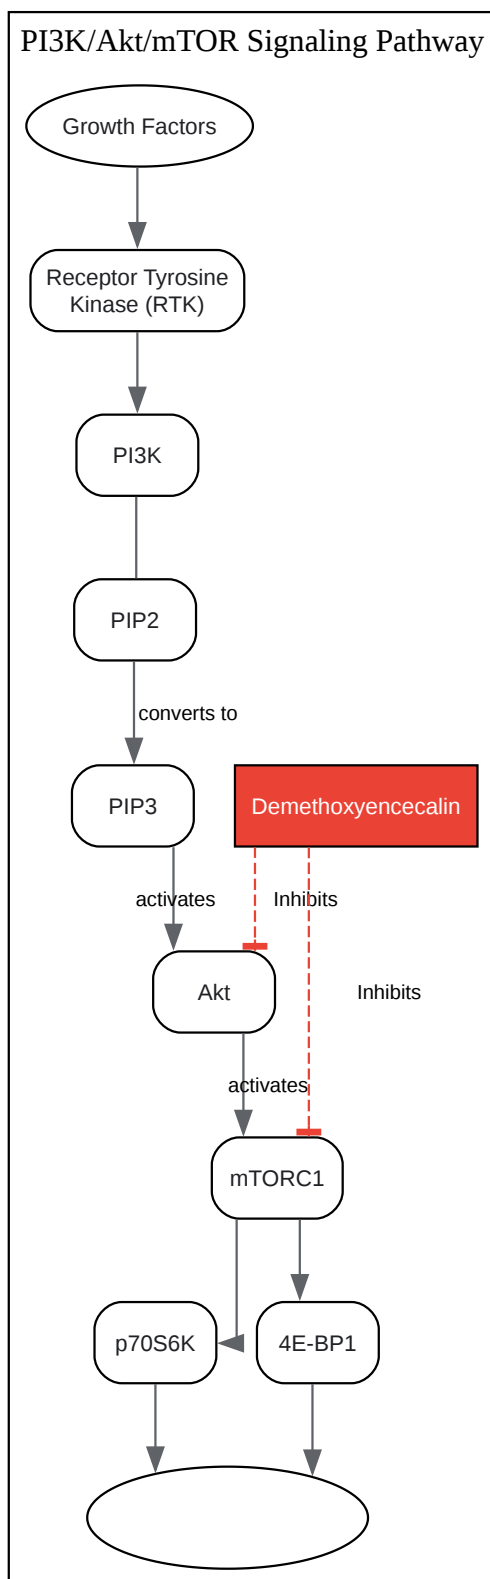 PI3K/Akt/mTOR Signaling Pathway
Growth Factors
Receptor Tyrosine
Kinase (RTK)
PI3K
PIP2
converts to
PIP3
Demethoxyencecalin
activates
Inhibits
Akt
Inhibits
activates
mTORC1
p70S6K
4E-BP1